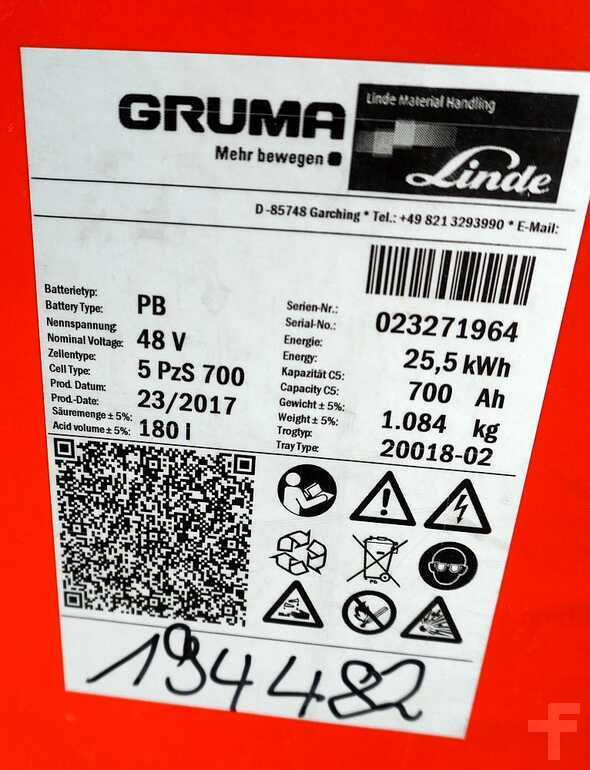 GRUMA
Mehr bewegen
Linde Material Handling
Linde
D-85748 Garching * Tel.: +49 821 3293990 * E-Mail:
Batterietyp:
Battery Type: PB
Nennspannung
Nominal Voltage: 48 V
Zellentype:
Cell Type: 5 PzS 700
Prod. Datum:
Prod.-Date: 23/2017
Säuremenge ± 5%:
Acid volume ± 5%: 180 l
Serien-Nr.:
Serial-No.: 023271964
Energie:
Energy: 25,5 kWh
Kapazität C5:
Capacity C5: 700 Ah
Gewicht ± 5%:
Weight ± 5%: 1.084 kg
Trogtyp:
Tray Type: 20018-02
Pb
194482
f